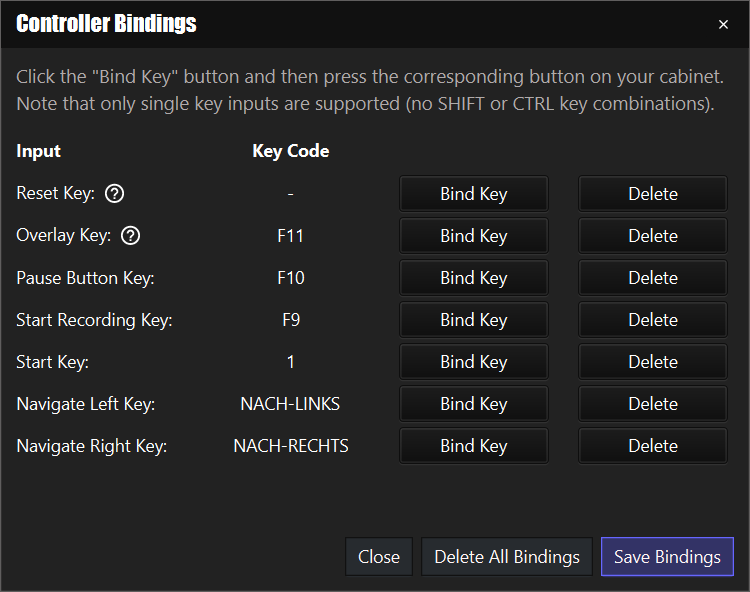 Controller Bindings ×
Click the "Bind Key" button and then press the corresponding button on your cabinet.
Note that only single key inputs are supported (no SHIFT or CTRL key combinations).
Input Key Code
Reset Key: ? - Bind Key Delete
Overlay Key: ? F11 Bind Key Delete
Pause Button Key: F10 Bind Key Delete
Start Recording Key: F9 Bind Key Delete
Start Key: 1 Bind Key Delete
Navigate Left Key: NACH-LINKS Bind Key Delete
Navigate Right Key: NACH-RECHTS Bind Key Delete
Close Delete All Bindings Save Bindings